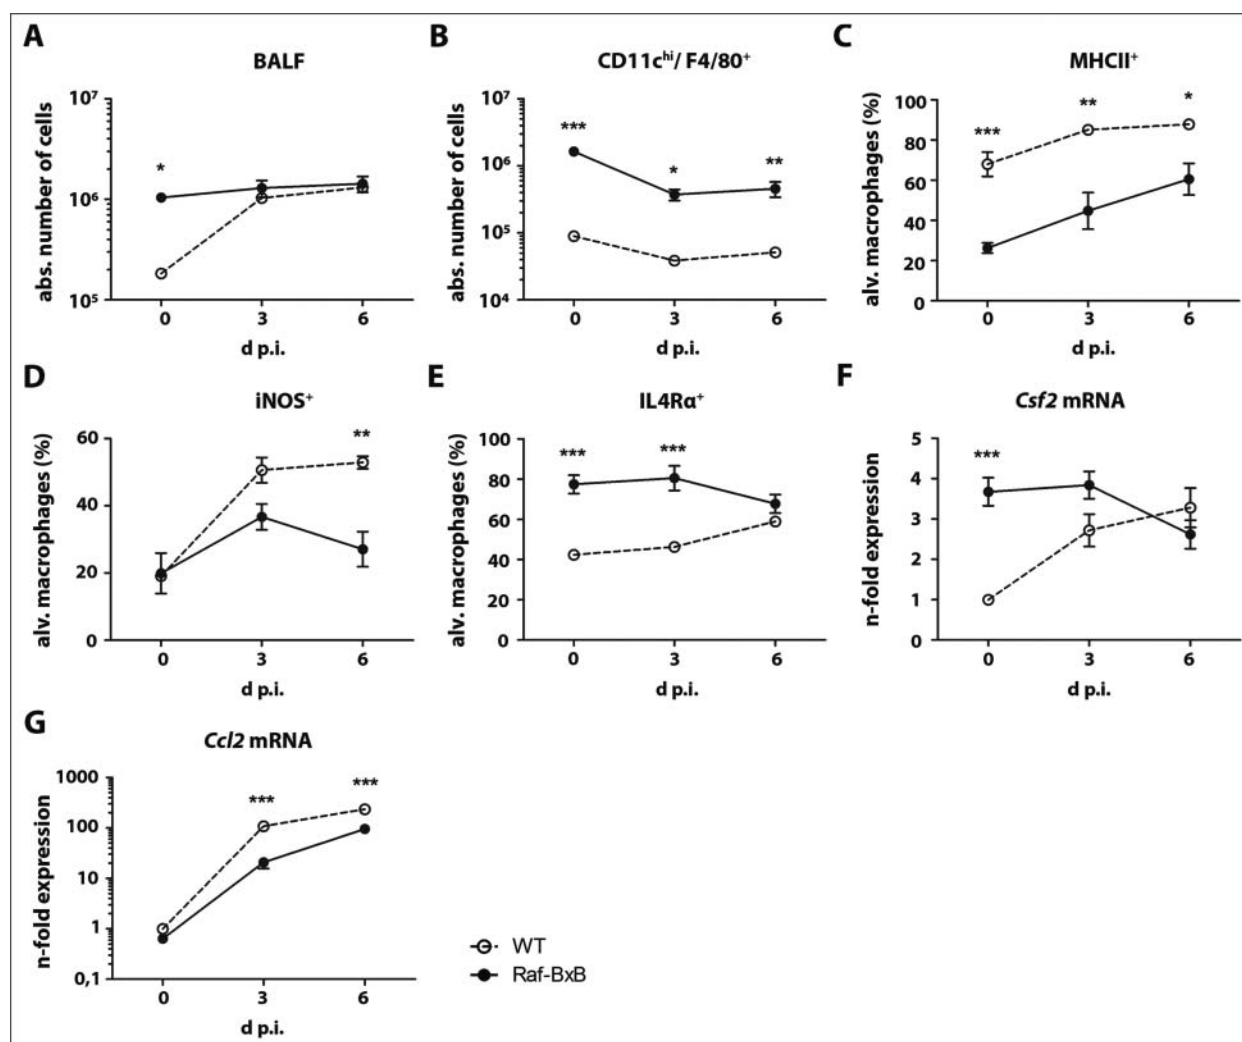 A
BALF
abs. number of cells
10⁷
10⁶
10⁵
*
0 3 6
d p.i.
B
CD11cʰⁱ/ F4/80⁺
abs. number of cells
10⁷
10⁶
10⁵
10⁴
*** * **
0 3 6
d p.i.
C
MHCII⁺
alv. macrophages (%)
100
80
60
40
20
0
*** ** *
0 3 6
d p.i.
D
iNOS⁺
alv. macrophages (%)
60
40
20
0
**
0 3 6
d p.i.
E
IL4Rα⁺
alv. macrophages (%)
100
80
60
40
20
0
*** ***
0 3 6
d p.i.
F
Csf2 mRNA
n-fold expression
5
4
3
2
1
0
***
0 3 6
d p.i.
G
Ccl2 mRNA
n-fold expression
1000
100
10
1
0,1
*** ***
0 3 6
d p.i.
WT
Raf-BxB